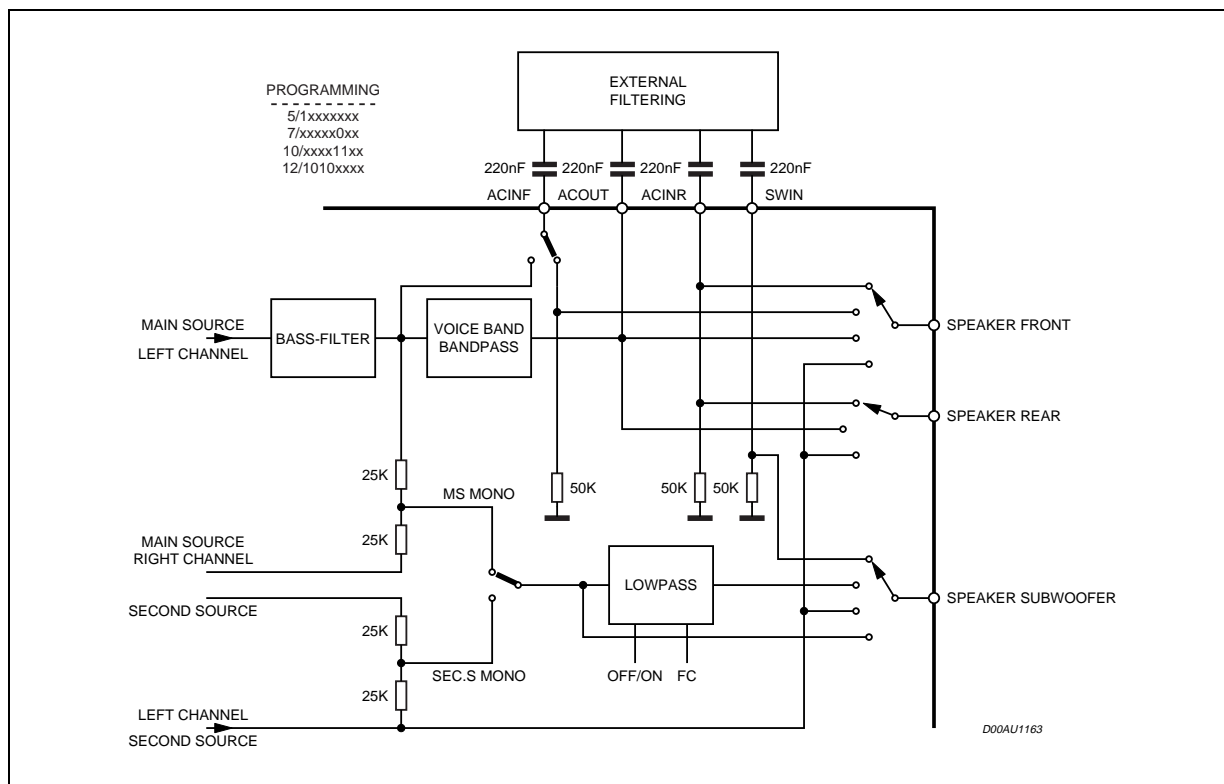 EXTERNAL
FILTERING
PROGRAMMING
5/1xxxxxxx
7/xxxxx0xx
10/xxxx11xx
12/1010xxxx
220nF
220nF
220nF
220nF
ACINF
ACOUT
ACINR
SWIN
MAIN SOURCE
LEFT CHANNEL
BASS-FILTER
VOICE BAND
BANDPASS
SPEAKER FRONT
SPEAKER REAR
25K
MS MONO
50K
50K
50K
25K
MAIN SOURCE
RIGHT CHANNEL
LOWPASS
SECOND SOURCE
SPEAKER SUBWOOFER
25K
SEC.S MONO
OFF/ON
FC
25K
LEFT CHANNEL
SECOND SOURCE
D00AU1163